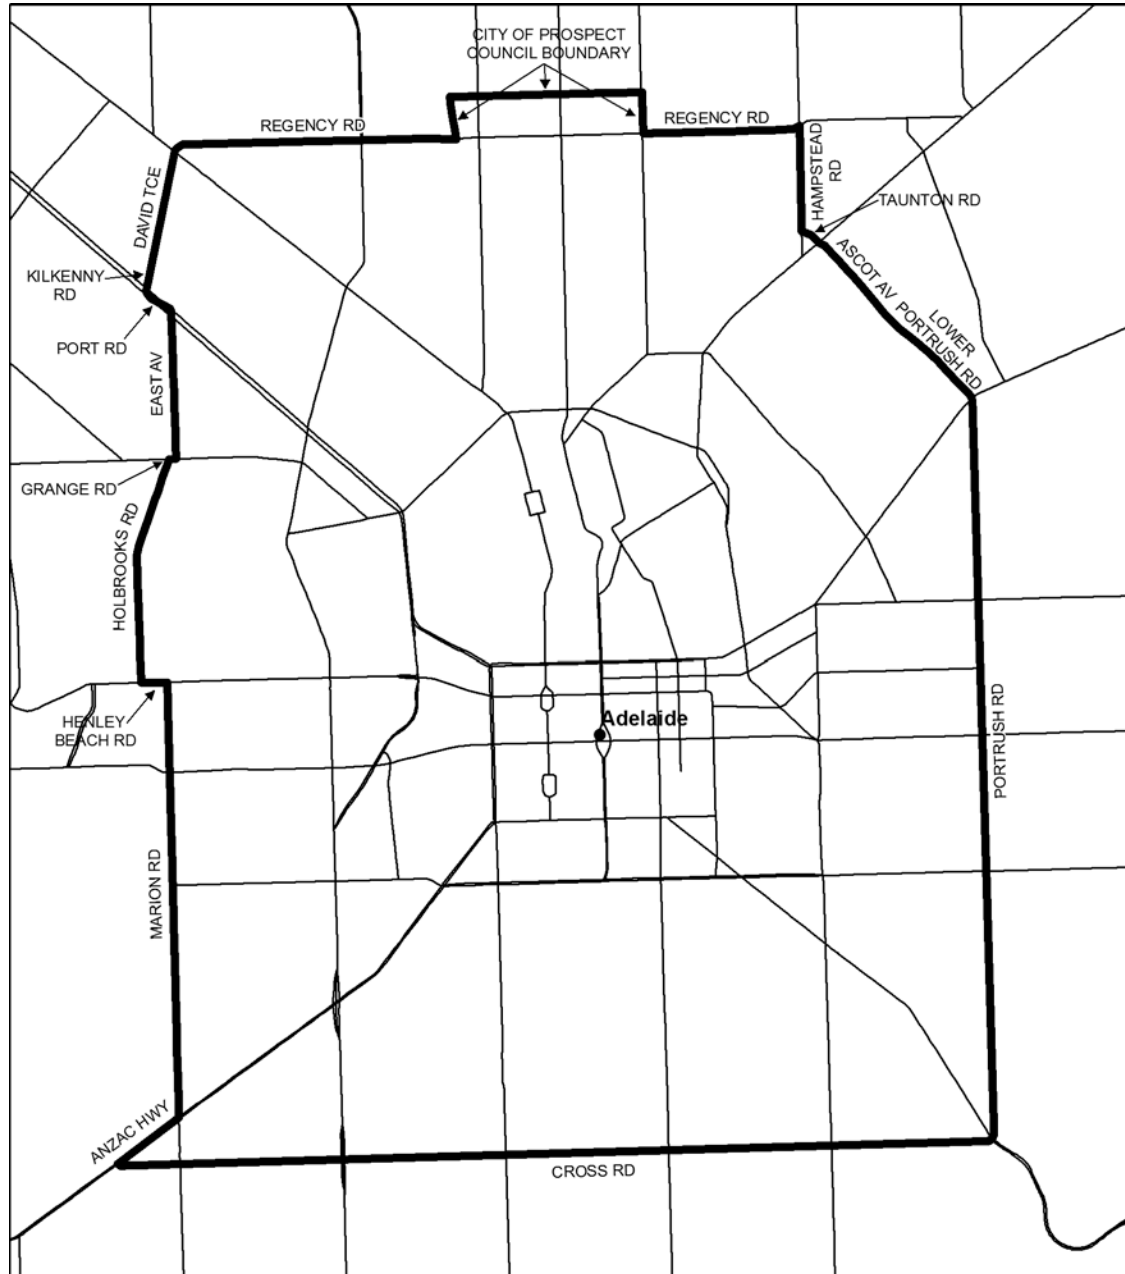 CITY OF PROSPECT
COUNCIL BOUNDARY
REGENCY RD
REGENCY RD
HAMPSTEAD
RD
TAUNTON RD
DAVID TCE
KILKENNY
RD
ASCOT AV
LOWER
PORTRUSH RD
PORT RD
EAST AV
GRANGE RD
HOLBROOKS RD
HENLEY
BEACH RD
Adelaide
PORTRUSH RD
MARION RD
ANZAC HWY
CROSS RD